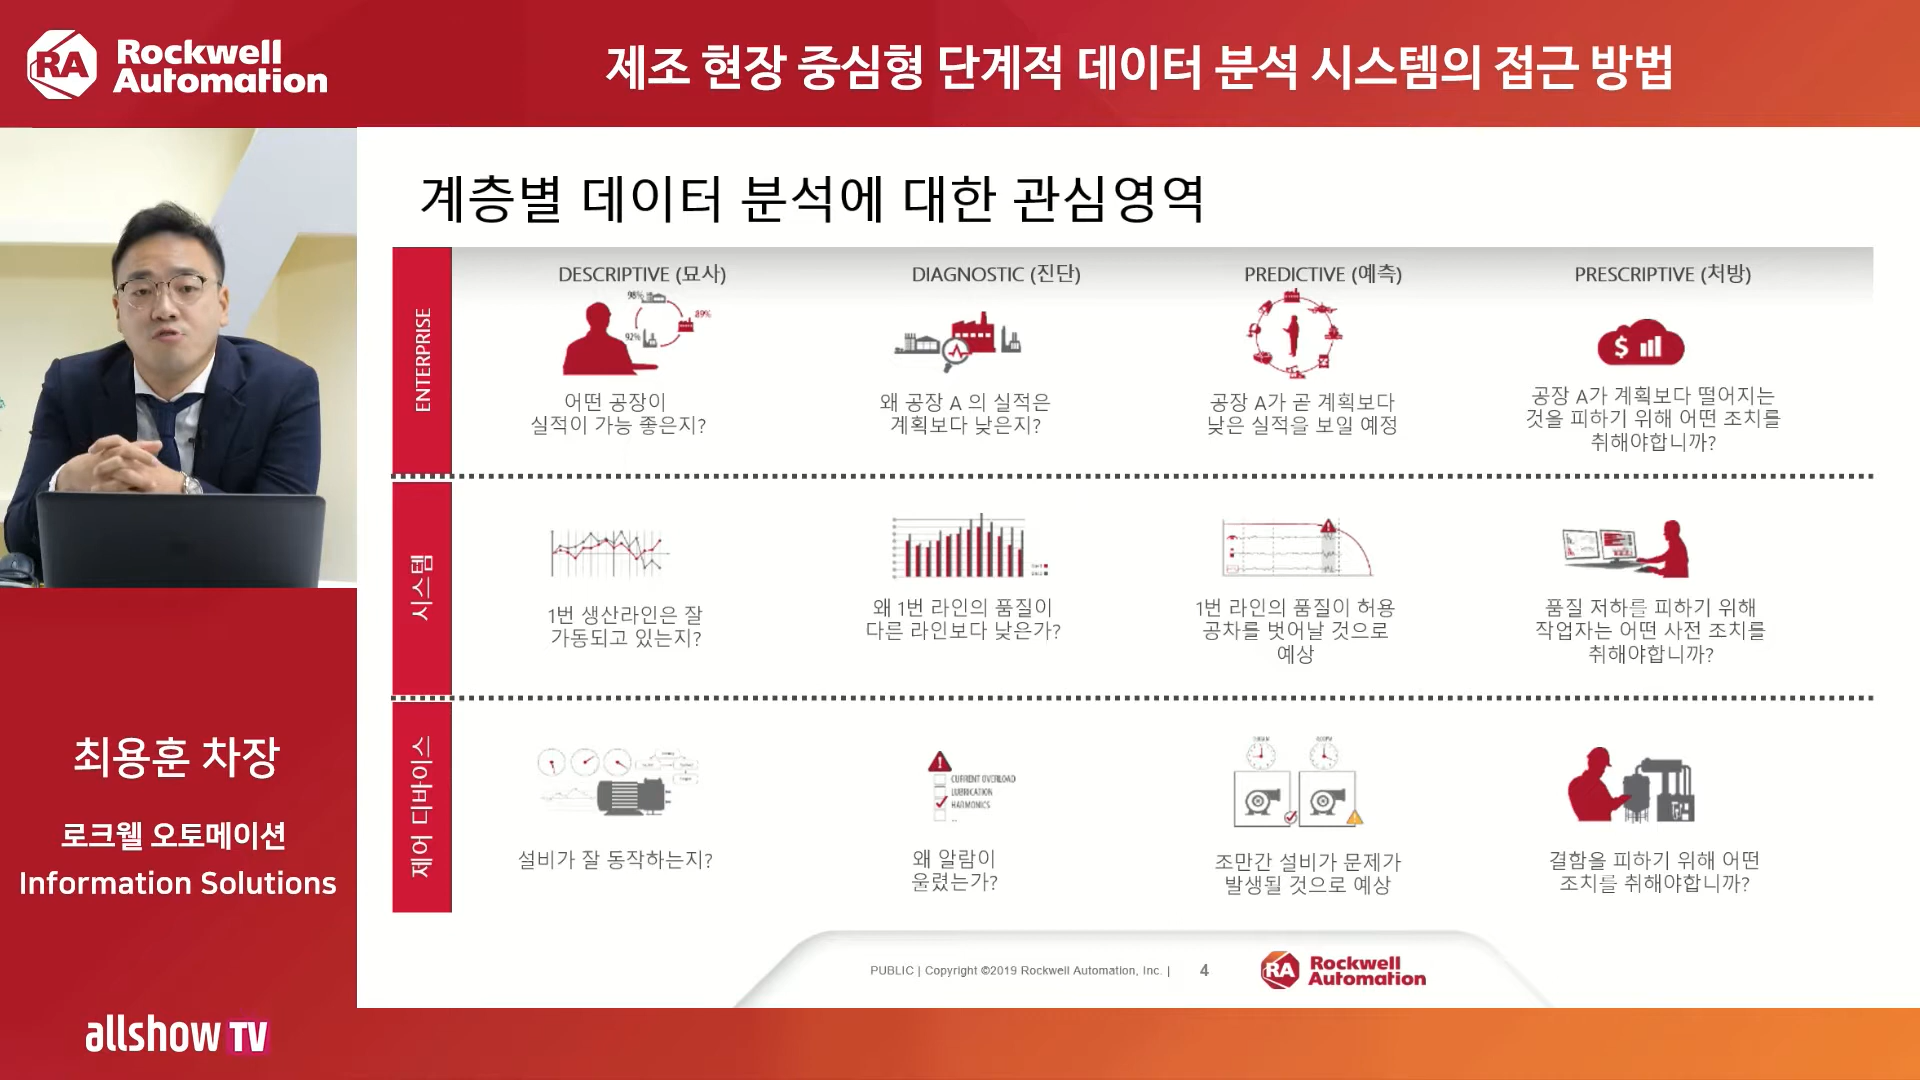 Rockwell
Automation
제조 현장 중심형 단계적 데이터 분석 시스템의 접근 방법
계층별 데이터 분석에 대한 관심영역
DESCRIPTIVE (묘사)
DIAGNOSTIC (진단)
PREDICTIVE (예측)
PRESCRIPTIVE (처방)
ENTERPRISE
98%
89%
92%
어떤 공장이
실적이 가능 좋은지?
왜 공장 A 의 실적은
계획보다 낮은지?
공장 A가 곧 계획보다
낮은 실적을 보일 예정
공장 A가 계획보다 떨어지는
것을 피하기 위해 어떤 조치를
취해야합니까?
시스템
1번 생산라인은 잘
가동되고 있는지?
왜 1번 라인의 품질이
다른 라인보다 낮은가?
1번 라인의 품질이 허용
공차를 벗어날 것으로
예상
품질 저하를 피하기 위해
작업자는 어떤 사전 조치를
취해야합니까?
제어 디바이스
설비가 잘 동작하는지?
CURRENT OVERLOAD
LUBRICATION
HARMONICS
...
왜 알람이
울렸는가?
조만간 설비가 문제가
발생될 것으로 예상
결함을 피하기 위해 어떤
조치를 취해야합니까?
PUBLIC | Copyright ©2019 Rockwell Automation, Inc. |
4
RA
Rockwell
Automation
최용훈 차장
로크웰 오토메이션
Information Solutions
allshow TV